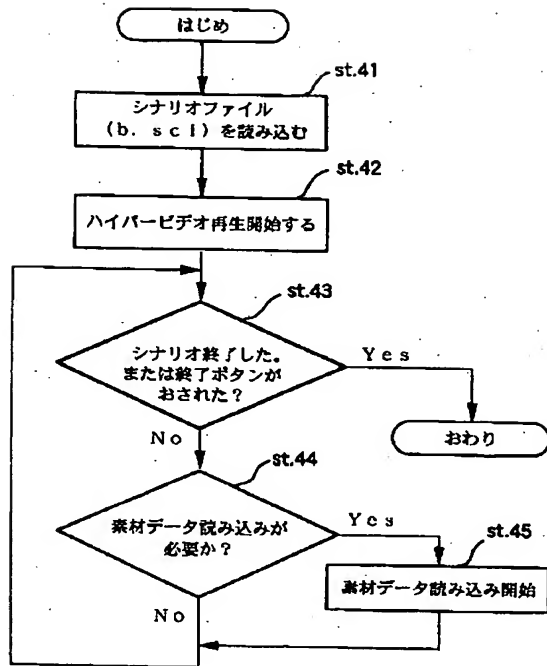 はじめ
st.41
シナリオファイル
(b. scl)を読み込む
st.42
ハイパービデオ再生開始する
st.43
シナリオ終了した。
または終了ボタンが
おされた?
Yes
おわり
No
st.44
素材データ読み込みが
必要か?
Yes
st.45
素材データ読み込み開始
No